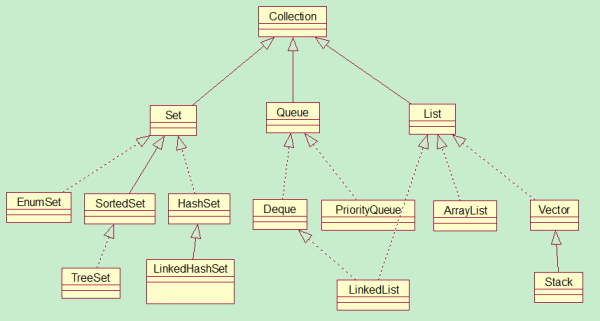 Collection
Set
Queue
List
EnumSet
SortedSet
HashSet
Deque
PriorityQueue
ArrayList
Vector
TreeSet
LinkedHashSet
LinkedList
Stack